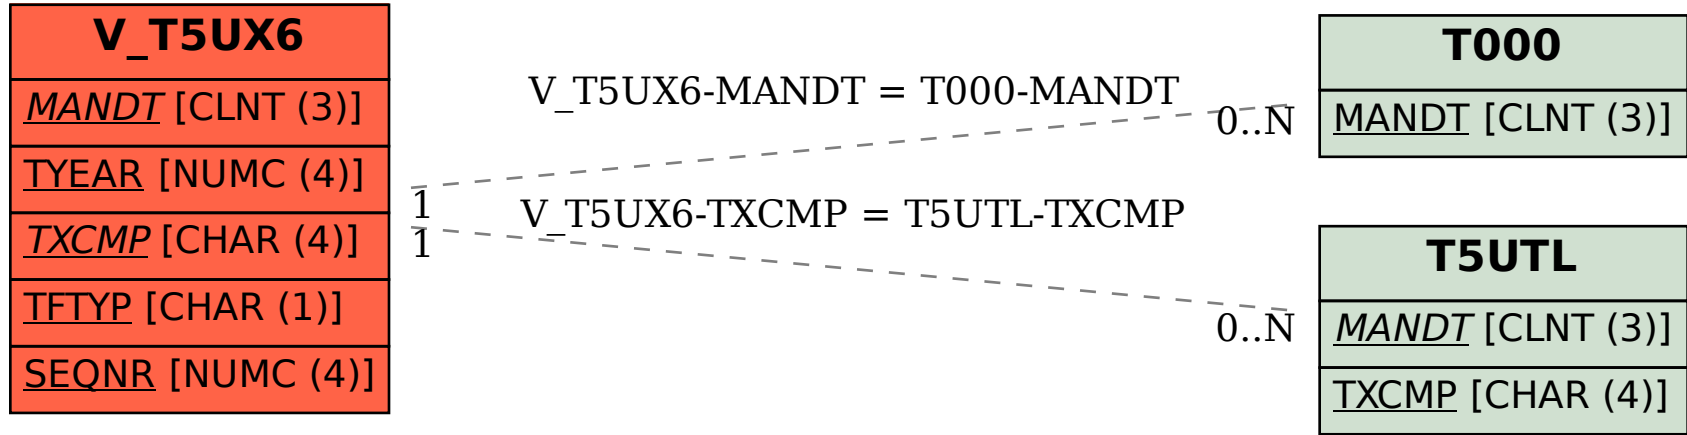 V_T5UX6
MANDT [CLNT (3)]
TYEAR [NUMC (4)]
TXCMP [CHAR (4)]
TFTYP [CHAR (1)]
SEQNR [NUMC (4)]
V_T5UX6-MANDT = T000-MANDT
0..N
1
V_T5UX6-TXCMP = T5UTL-TXCMP
1
0..N
T000
MANDT [CLNT (3)]
T5UTL
MANDT [CLNT (3)]
TXCMP [CHAR (4)]